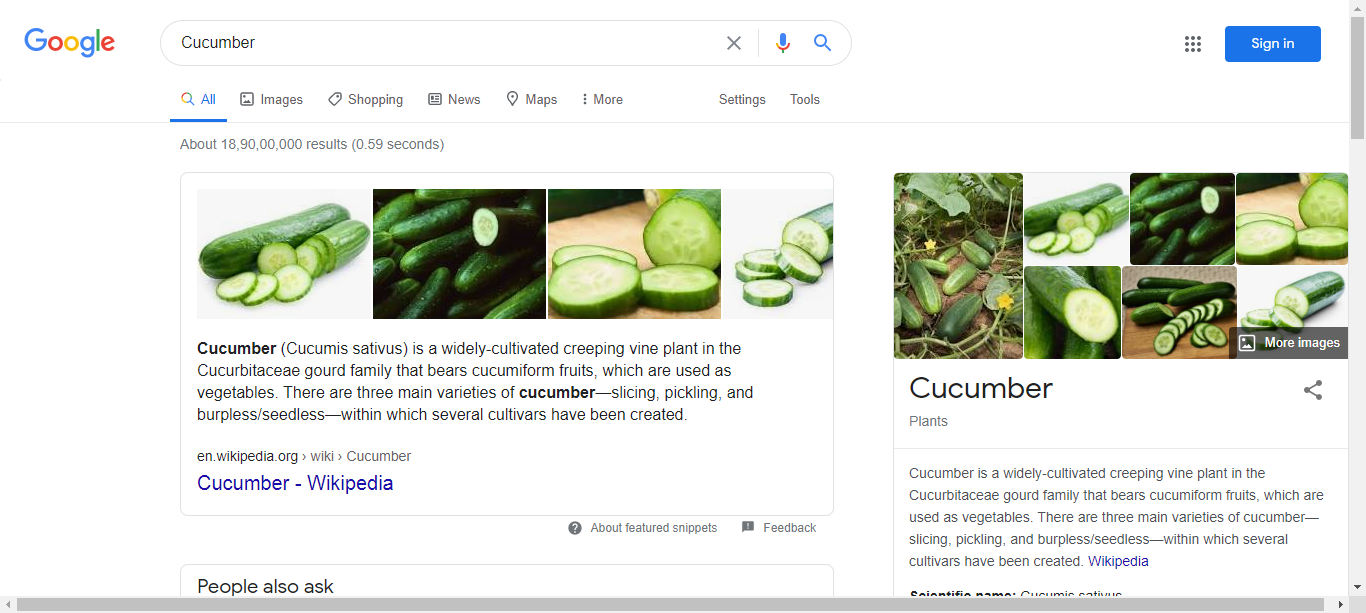 Google
Cucumber
Sign in
All
Images
Shopping
News
Maps
More
Settings
Tools
About 18,90,00,000 results (0.59 seconds)
Cucumber (Cucumis sativus) is a widely-cultivated creeping vine plant in the
Cucurbitaceae gourd family that bears cucumiform fruits, which are used as
vegetables. There are three main varieties of cucumber—slicing, pickling, and
burpless/seedless—within which several cultivars have been created.
en.wikipedia.org › wiki › Cucumber
Cucumber - Wikipedia
About featured snippets
Feedback
People also ask
More images
Cucumber
Plants
Cucumber is a widely-cultivated creeping vine plant in the
Cucurbitaceae gourd family that bears cucumiform fruits, which are
used as vegetables. There are three main varieties of cucumber—
slicing, pickling, and burpless/seedless—within which several
cultivars have been created. Wikipedia
Scientific name: Cucumis sativus